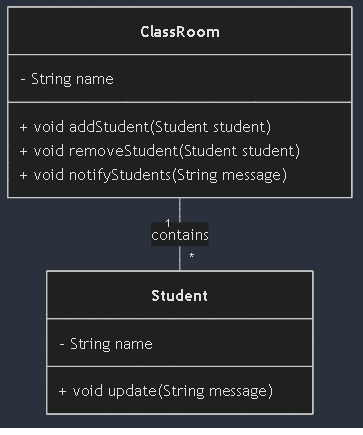 ClassRoom
- String name
+ void addStudent(Student student)
+ void removeStudent(Student student)
+ void notifyStudents(String message)
1
contains
*
Student
- String name
+ void update(String message)